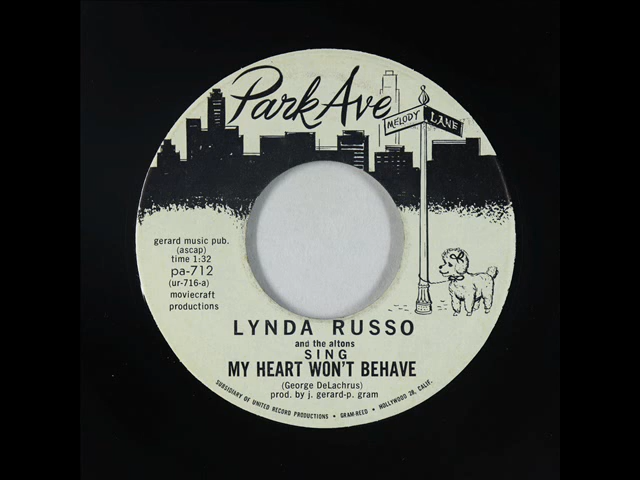 Park Ave
MELODY LANE
gerard music pub.
(ascap)
time 1:32
pa-712
(ur-716-a)
moviecraft
productions
LYNDA RUSSO
and the altons
SING
MY HEART WON'T BEHAVE
(George DeLachrus)
prod. by j. gerard-p. gram
SUBSIDIARY OF UNITED RECORD PRODUCTIONS • GRAM-REED • HOLLYWOOD 28, CALIF.